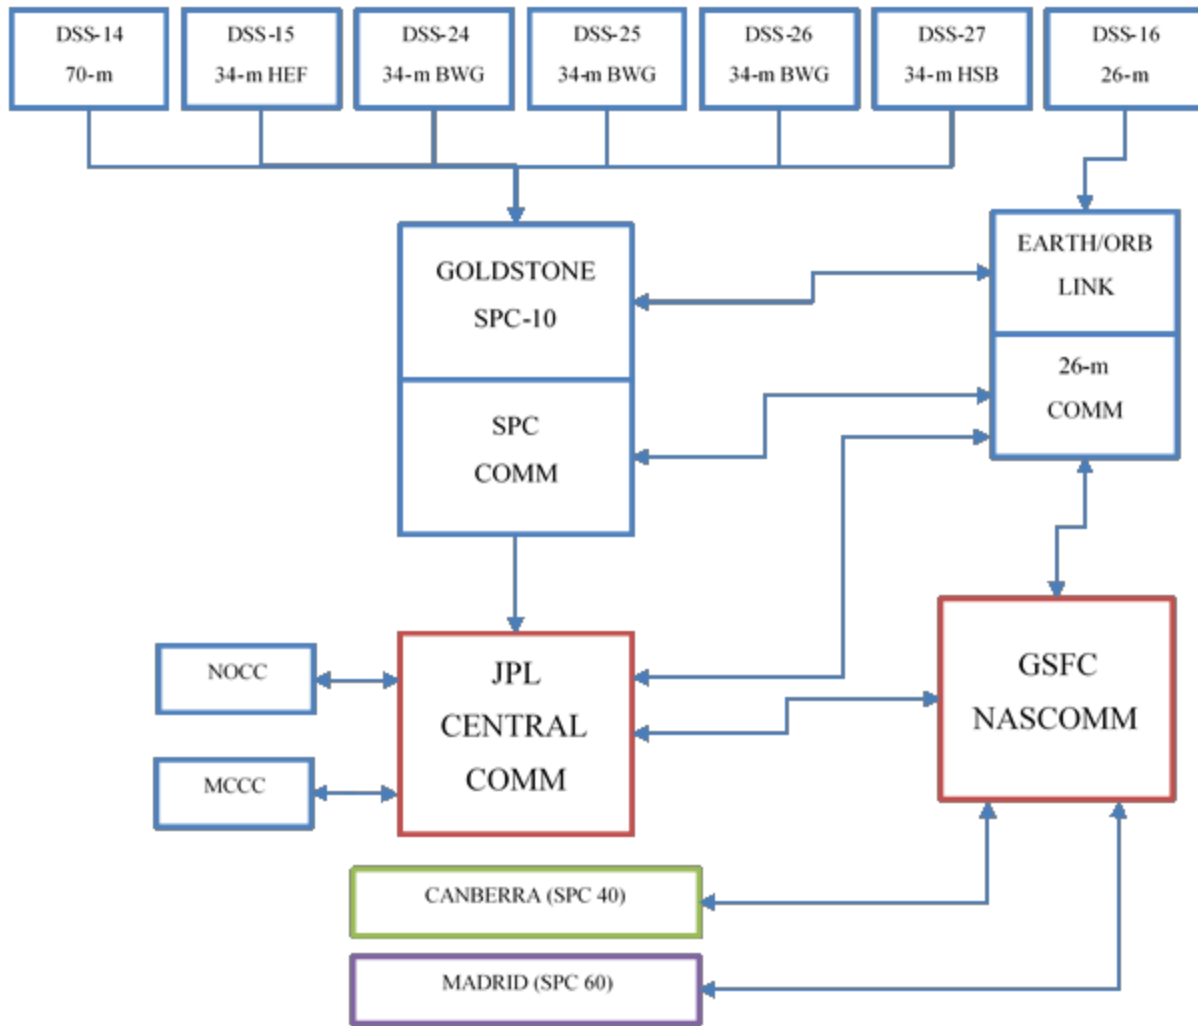 DSS-14
70-m
DSS-15
34-m HEF
DSS-24
34-m BWG
DSS-25
34-m BWG
DSS-26
34-m BWG
DSS-27
34-m HSB
DSS-16
26-m
GOLDSTONE
SPC-10
EARTH/ORB
LINK
26-m
COMM
SPC
COMM
NOCC
MCCC
JPL
CENTRAL
COMM
GSFC
NASCOMM
CANBERRA (SPC 40)
MADRID (SPC 60)